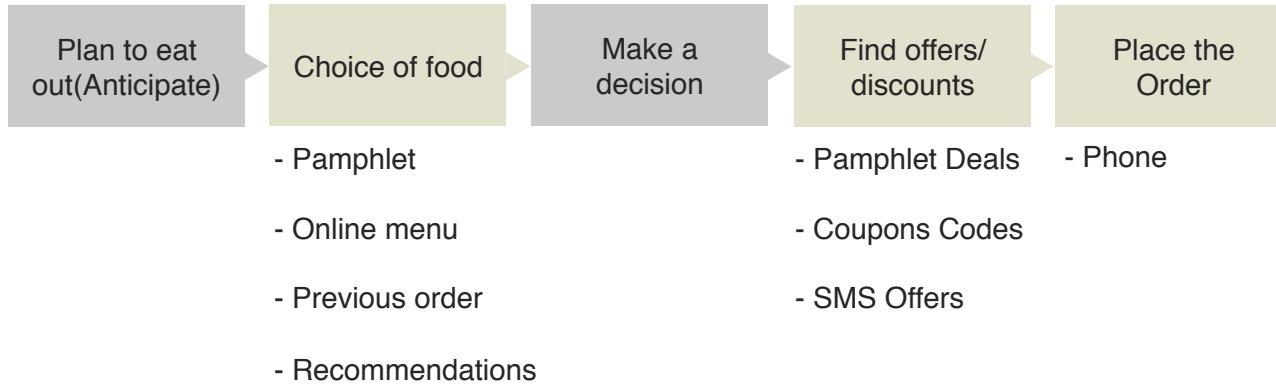 Plan to eat
out(Anticipate)
Choice of food
Make a
decision
Find offers/
discounts
Place the
Order
- Pamphlet
- Online menu
- Previous order
- Recommendations
- Pamphlet Deals
- Coupons Codes
- SMS Offers
- Phone